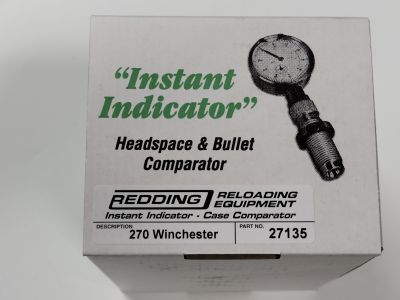 “Instant
Indicator”
Headspace & Bullet
Comparator
REDDING RELOADING
EQUIPMENT
Instant Indicator - Case Comparator
DESCRIPTION PART NO.
270 Winchester 27135